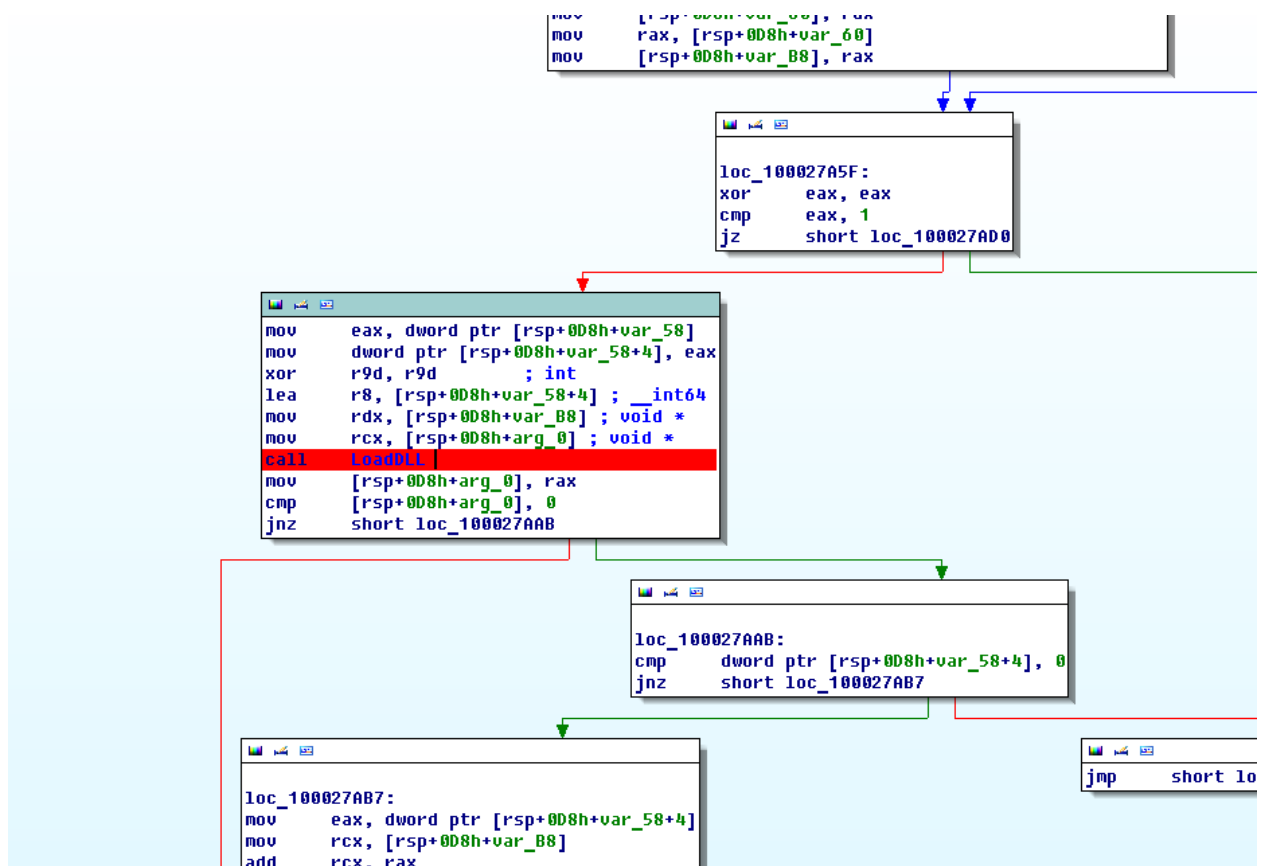 mov rax, [rsp+0D8h+var_60]
mov [rsp+0D8h+var_B8], rax
loc_100027A5F:
xor eax, eax
cmp eax, 1
jz short loc_100027AD0
mov eax, dword ptr [rsp+0D8h+var_58]
mov dword ptr [rsp+0D8h+var_58+4], eax
xor r9d, r9d ; int
lea r8, [rsp+0D8h+var_58+4] ; __int64
mov rdx, [rsp+0D8h+var_B8] ; void *
mov rcx, [rsp+0D8h+arg_0] ; void *
call LoadDLL
mov [rsp+0D8h+arg_0], rax
cmp [rsp+0D8h+arg_0], 0
jnz short loc_100027AAB
loc_100027AAB:
cmp dword ptr [rsp+0D8h+var_58+4], 0
jnz short loc_100027AB7
loc_100027AB7:
mov eax, dword ptr [rsp+0D8h+var_58+4]
mov rcx, [rsp+0D8h+var_B8]
add rcx, rax
jmp short lo